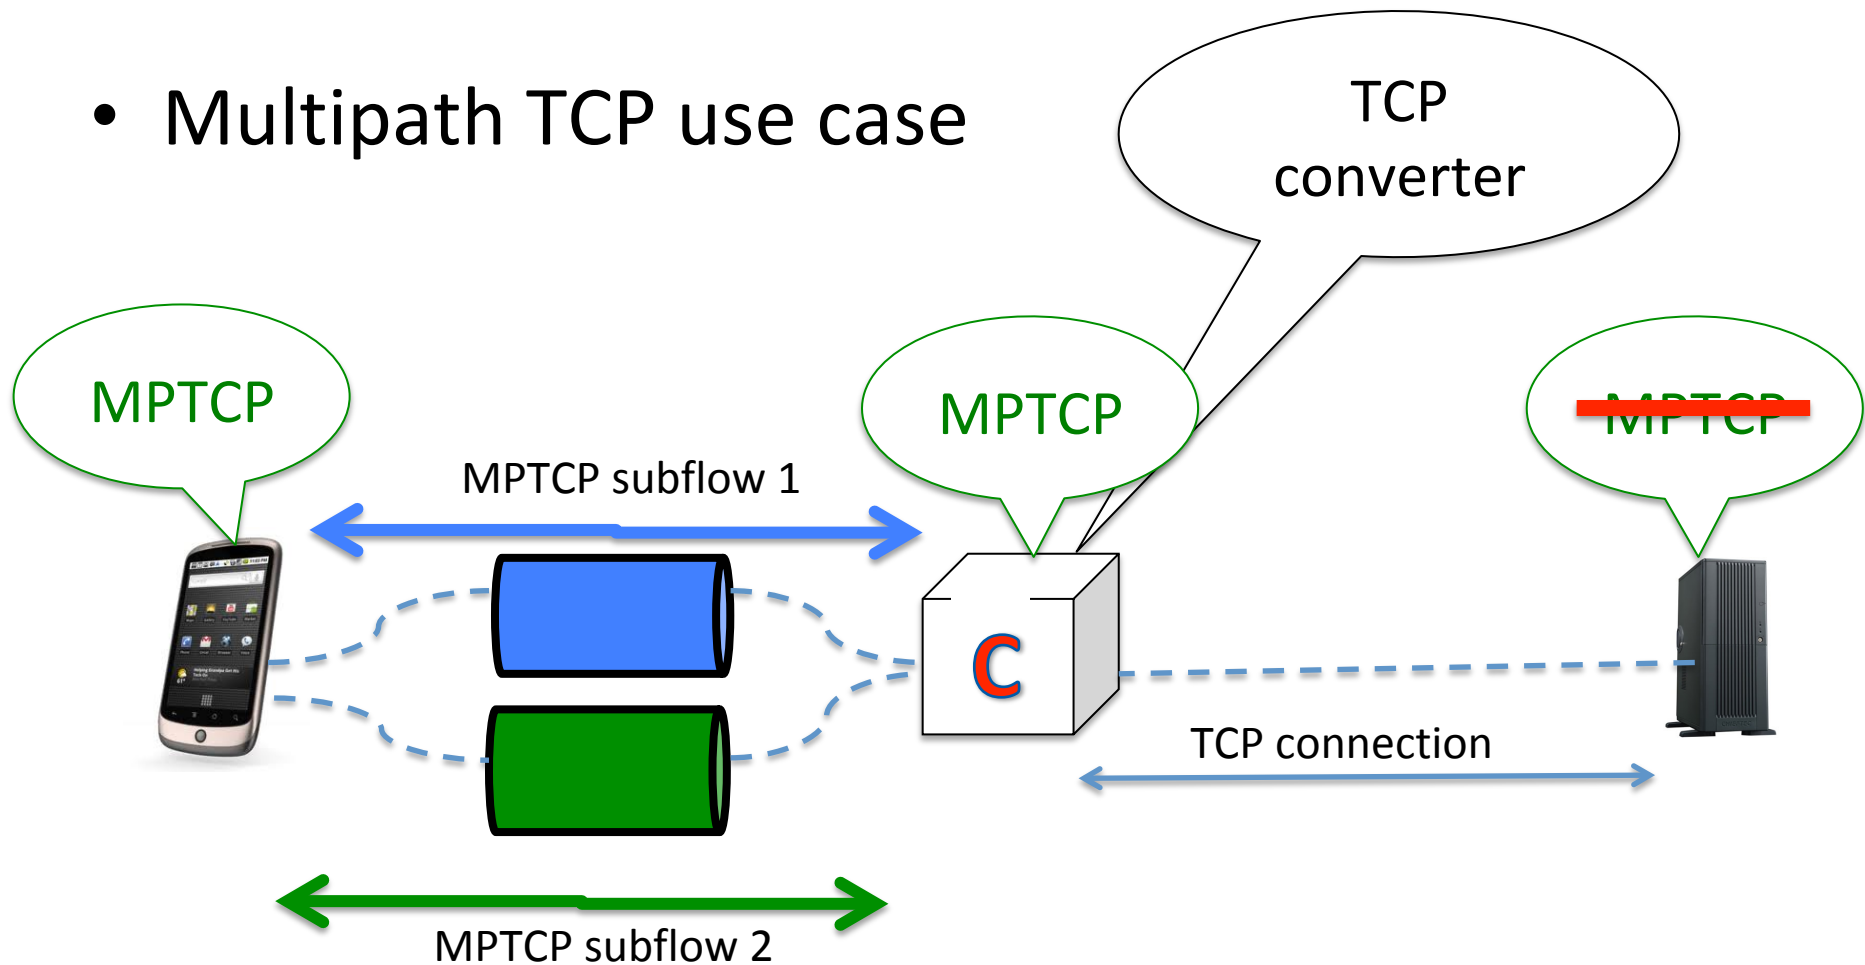 • Multipath TCP use case
TCP
converter
MPTCP
MPTCP
MPTCP
MPTCP subflow 1
C
TCP connection
MPTCP subflow 2